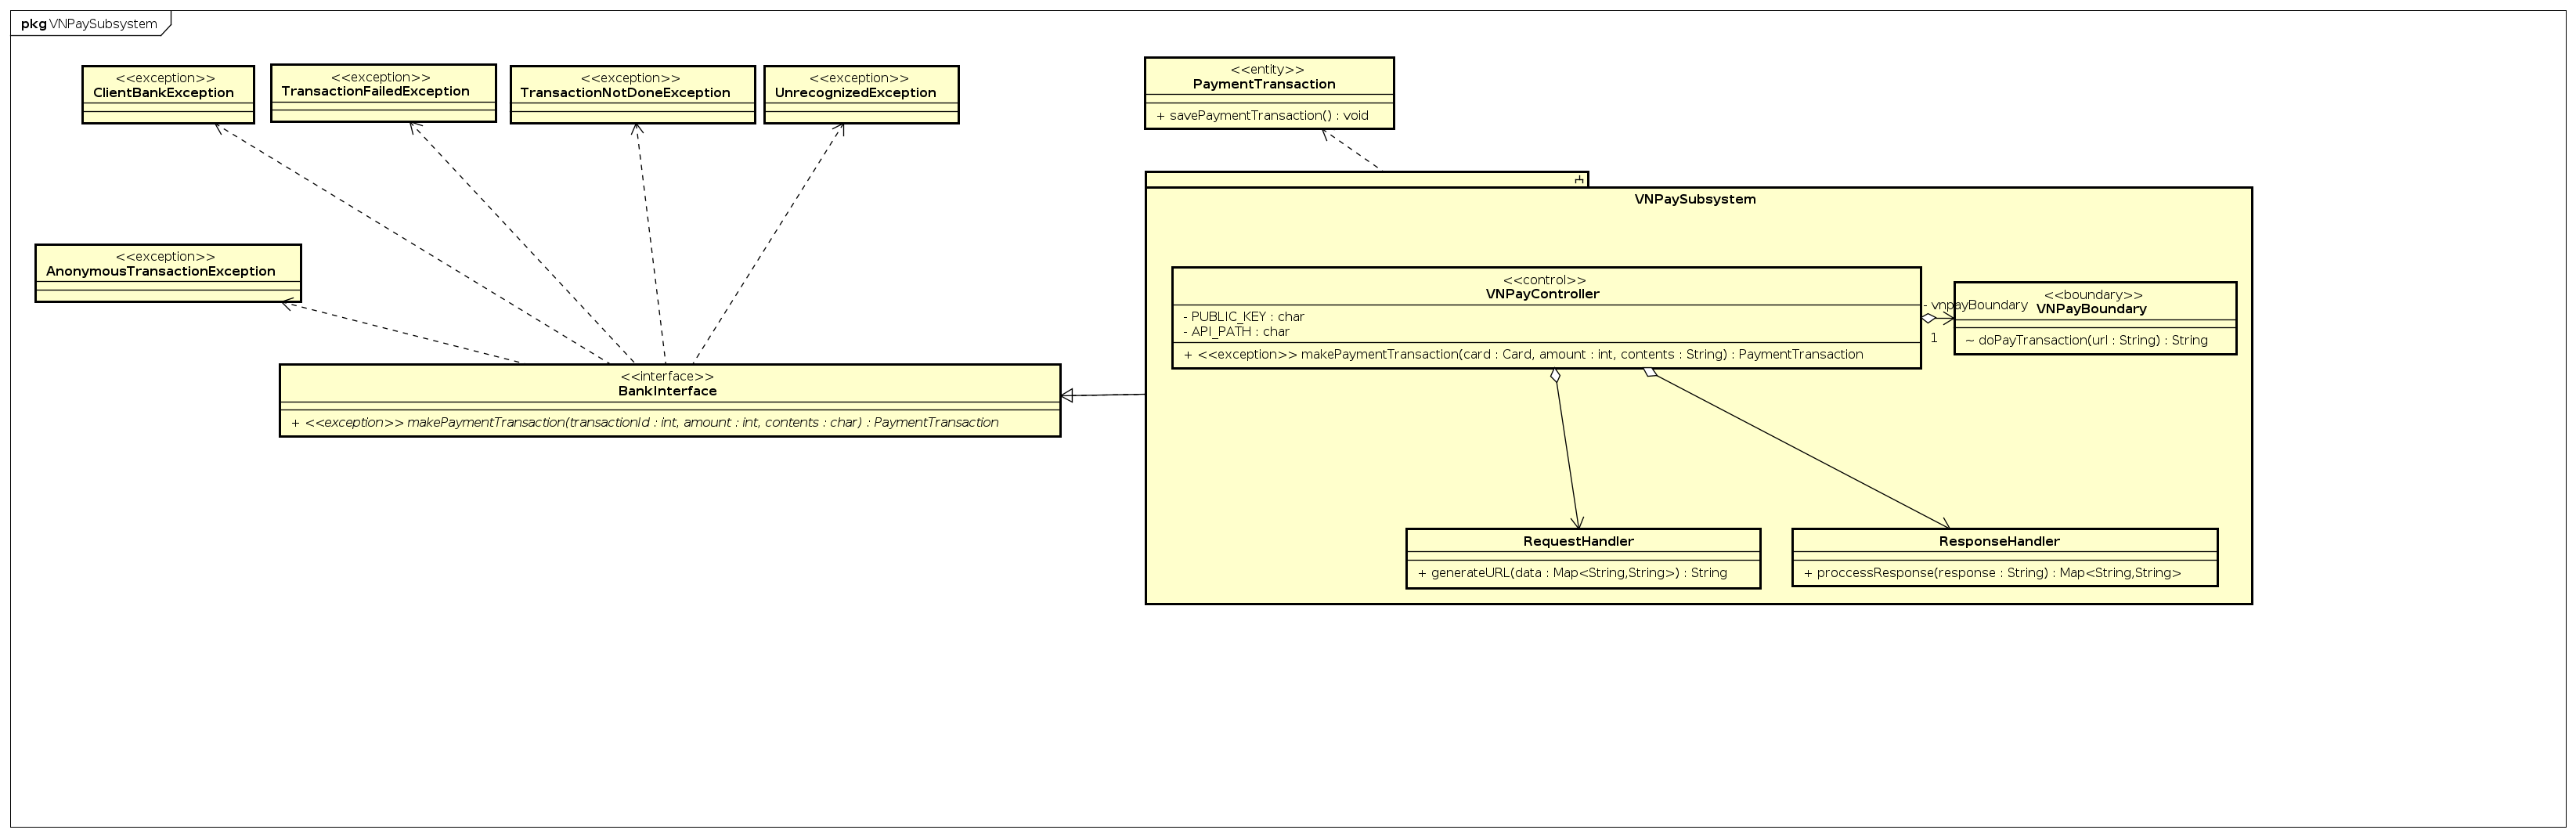 pkg VNPaySubsystem
<<exception>>
ClientBankException
<<exception>>
TransactionFailedException
<<exception>>
TransactionNotDoneException
<<exception>>
UnrecognizedException
<<entity>>
PaymentTransaction
+ savePaymentTransaction() : void
VNPaySubsystem
<<exception>>
AnonymousTransactionException
<<interface>>
BankInterface
+ <<exception>> makePaymentTransaction(transactionId : int, amount : int, contents : char) : PaymentTransaction
<<control>>
VNPayController
- PUBLIC_KEY : char
- API_PATH : char
+ <<exception>> makePaymentTransaction(card : Card, amount : int, contents : String) : PaymentTransaction
- vnpayBoundary
1
<<boundary>>
VNPayBoundary
~ doPayTransaction(url : String) : String
RequestHandler
+ generateURL(data : Map<String,String>) : String
ResponseHandler
+ proccessResponse(response : String) : Map<String,String>